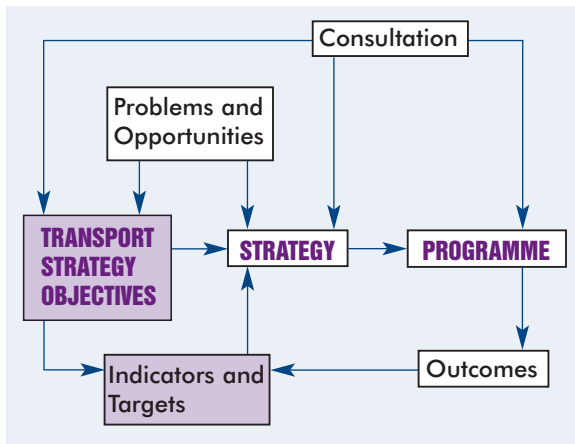 Consultation
Problems and
Opportunities
TRANSPORT
STRATEGY
OBJECTIVES
STRATEGY
PROGRAMME
Indicators and
Targets
Outcomes